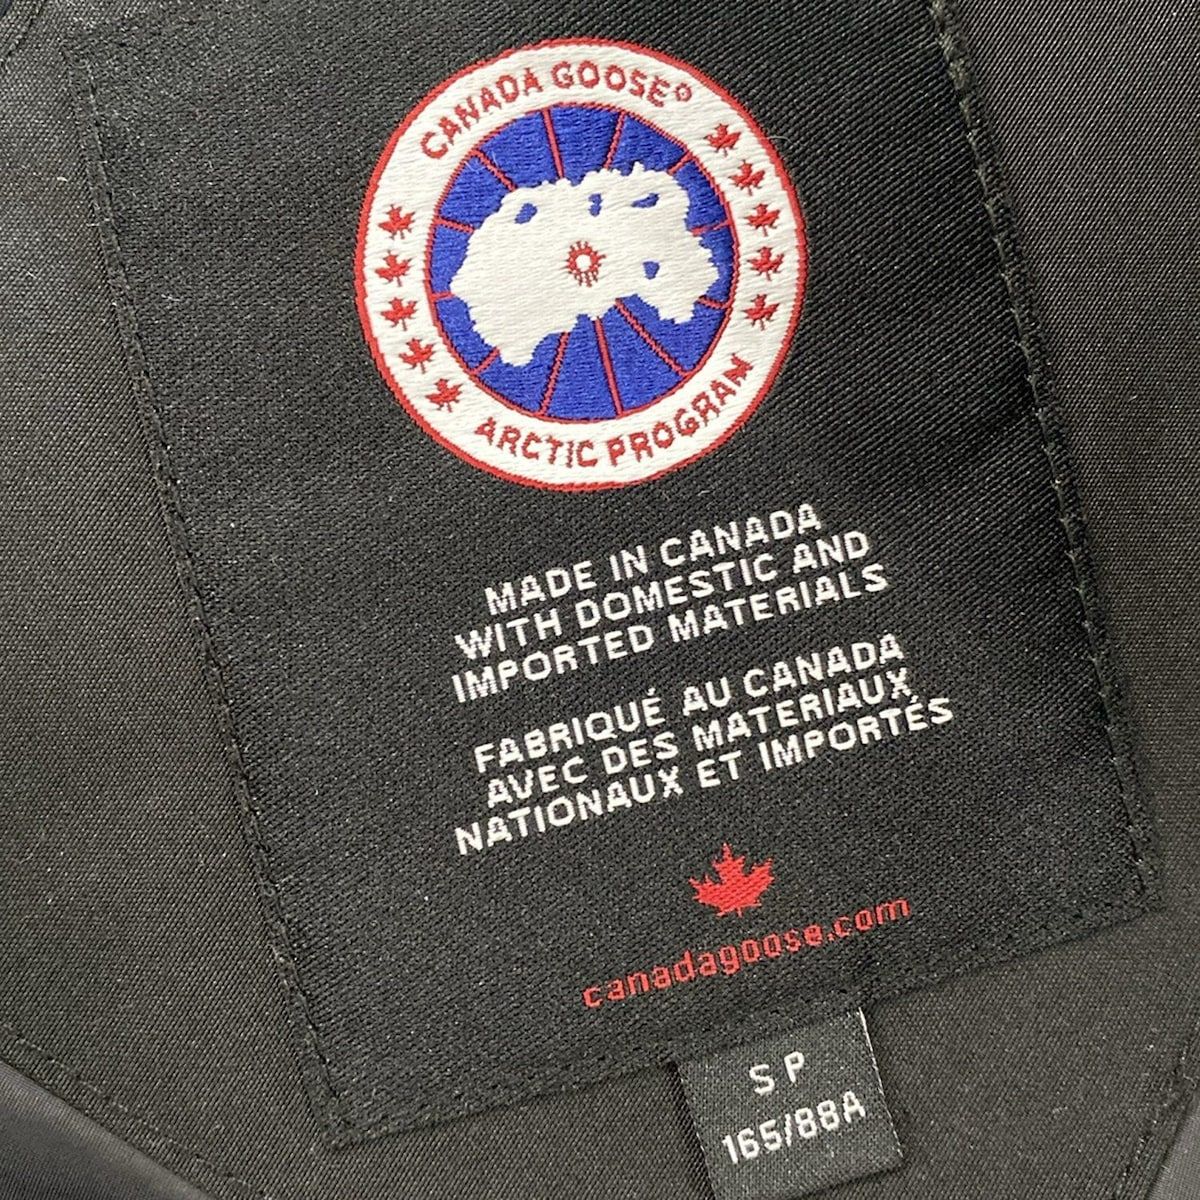 CANADA GOOSE®
ARCTIC PROGRAM
MADE IN CANADA
WITH DOMESTIC AND
IMPORTED MATERIALS
FABRIQUÉ AU CANADA
AVEC DES MATERIAUX
NATIONAUX ET IMPORTÉS
canadagoose.com
S P
165/88A